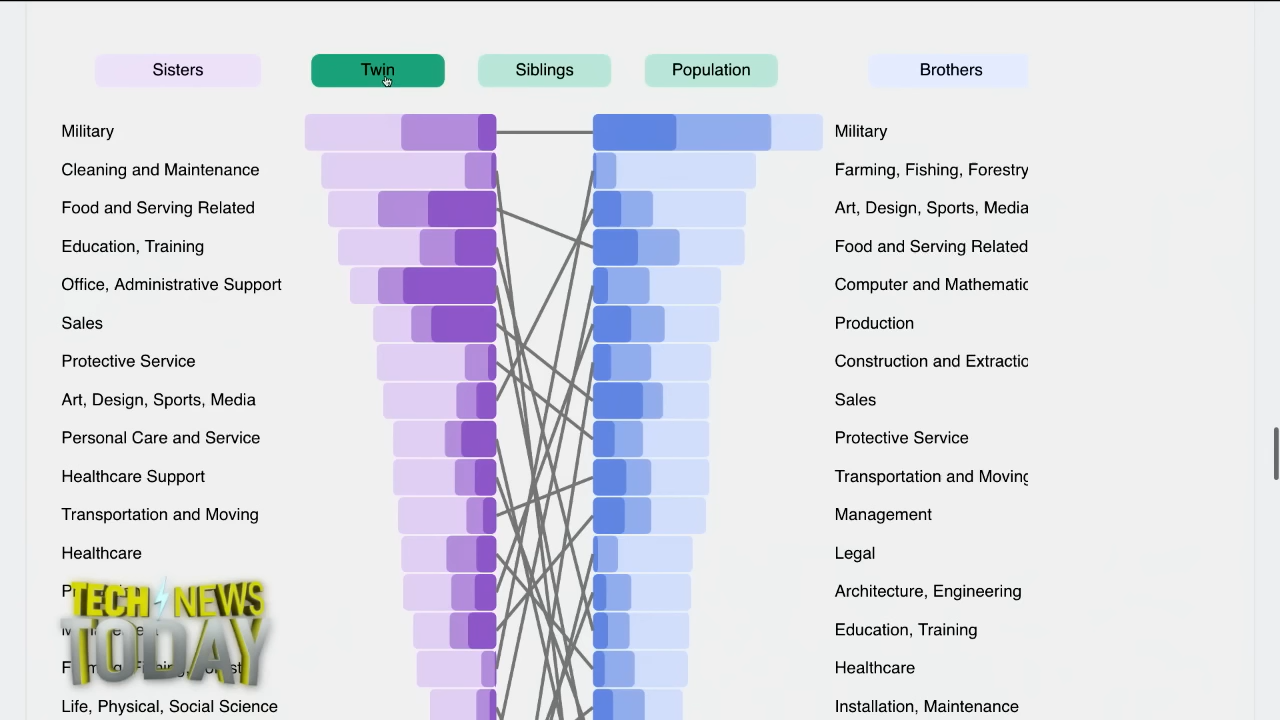 Sisters Twin Siblings Population Brothers
Military Military
Cleaning and Maintenance Farming, Fishing, Forestry
Food and Serving Related Art, Design, Sports, Media
Education, Training Food and Serving Related
Office, Administrative Support Computer and Mathematic
Sales Production
Protective Service Construction and Extractio
Art, Design, Sports, Media Sales
Personal Care and Service Protective Service
Healthcare Support Transportation and Moving
Transportation and Moving Management
Healthcare Legal
Architecture, Engineering
TECH NEWS
TODAY
Education, Training
Healthcare
Life, Physical, Social Science Installation, Maintenance